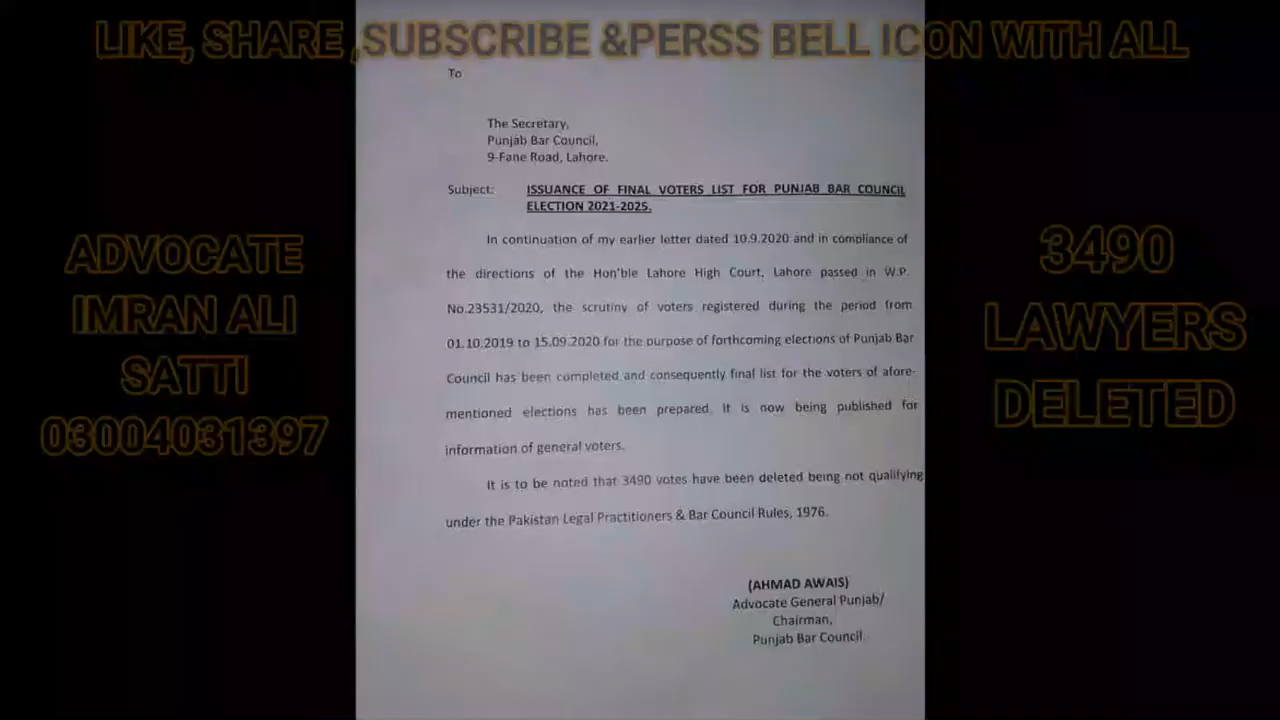 LIKE, SHARE ,SUBSCRIBE &PERSS BELL ICON WITH ALL
To
The Secretary,
Punjab Bar Council,
9-Fane Road, Lahore.
Subject: ISSUANCE OF FINAL VOTERS LIST FOR PUNJAB BAR COUNCIL
ELECTION 2021-2025.
In continuation of my earlier letter dated 10.9.2020 and in compliance of
the directions of the Hon'ble Lahore High Court, Lahore passed in W.P.
No.23531/2020, the scrutiny of voters registered during the period from
01.10.2019 to 15.09.2020 for the purpose of forthcoming elections of Punjab Bar
Council has been completed and consequently final list for the voters of afore-
mentioned elections has been prepared. It is now being published for
information of general voters.
It is to be noted that 3490 votes have been deleted being not qualifying
under the Pakistan Legal Practitioners & Bar Council Rules, 1976.
(AHMAD AWAIS)
Advocate General Punjab/
Chairman,
Punjab Bar Council.
ADVOCATE
IMRAN ALI
SATTI
03004031397
3490
LAWYERS
DELETED